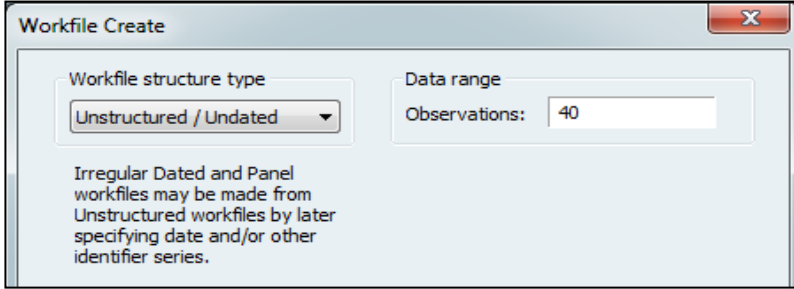 Workfile Create
Workfile structure type
Unstructured / Undated
Irregular Dated and Panel
workfiles may be made from
Unstructured workfiles by later
specifying date and/or other
identifier series.
Data range
Observations: 40